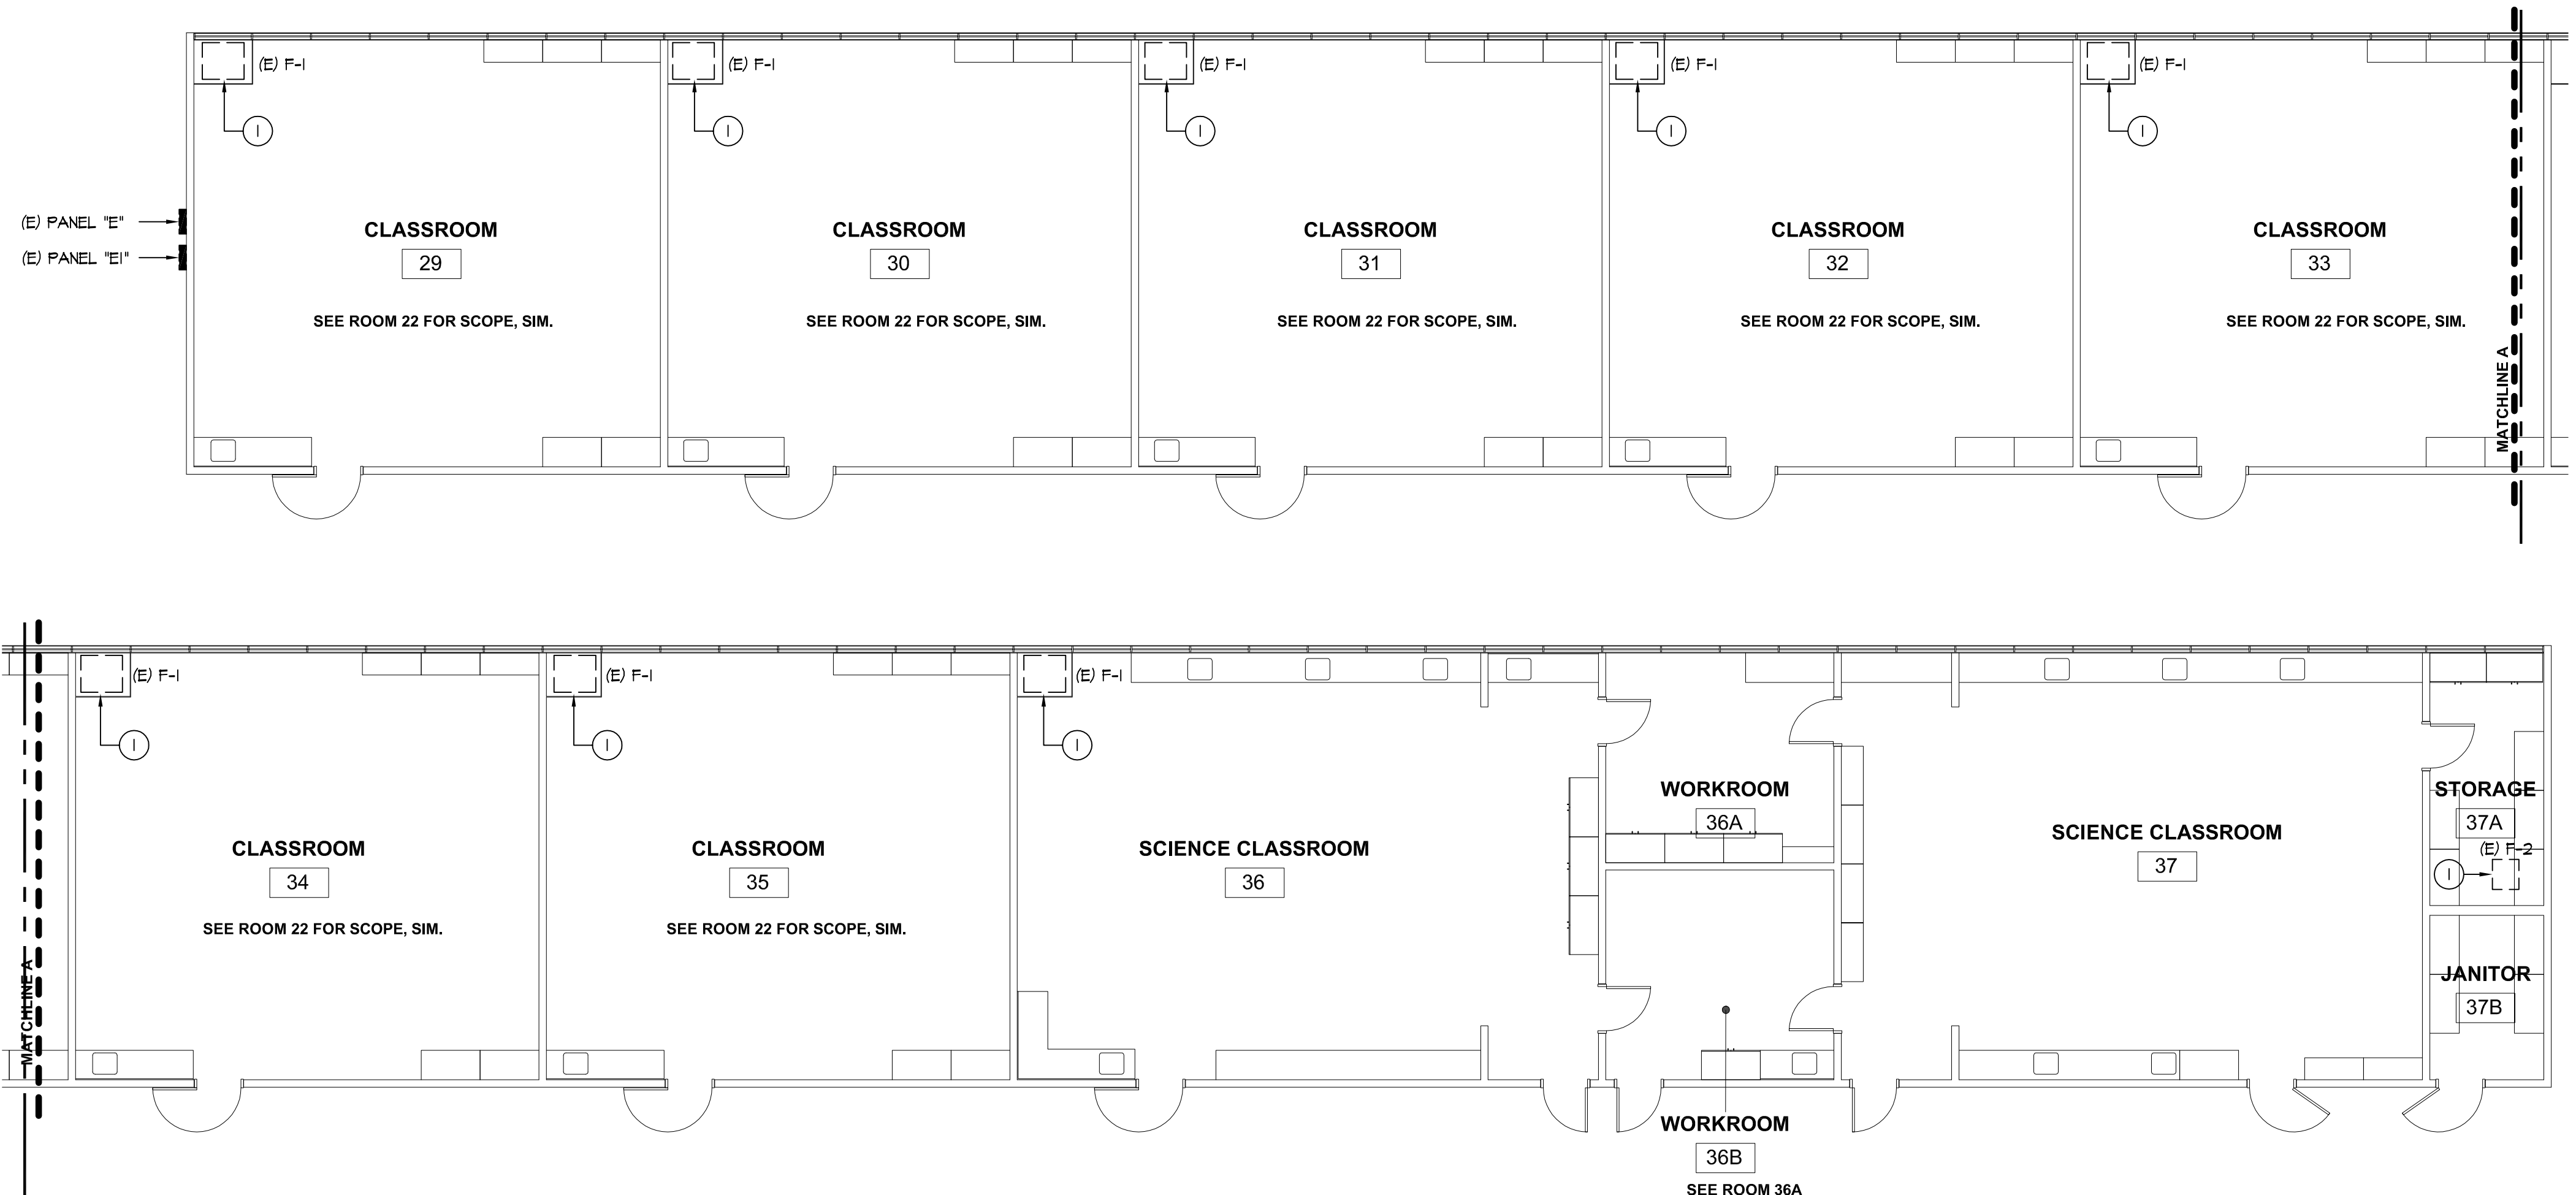 (E) F-1
(E) F-1
(E) F-1
(E) F-1
(E) F-1
1
1
1
1
1
(E) PANEL "E"
(E) PANEL "E1"
CLASSROOM
29
SEE ROOM 22 FOR SCOPE, SIM.
CLASSROOM
30
SEE ROOM 22 FOR SCOPE, SIM.
CLASSROOM
31
SEE ROOM 22 FOR SCOPE, SIM.
CLASSROOM
32
SEE ROOM 22 FOR SCOPE, SIM.
CLASSROOM
33
SEE ROOM 22 FOR SCOPE, SIM.
MATCHLINE A
MATCHLINE A
(E) F-1
(E) F-1
(E) F-1
1
1
1
CLASSROOM
34
SEE ROOM 22 FOR SCOPE, SIM.
CLASSROOM
35
SEE ROOM 22 FOR SCOPE, SIM.
SCIENCE CLASSROOM
36
WORKROOM
36A
SCIENCE CLASSROOM
37
STORAGE
37A
(E) F-2
1
JANITOR
37B
WORKROOM
36B
SEE ROOM 36A